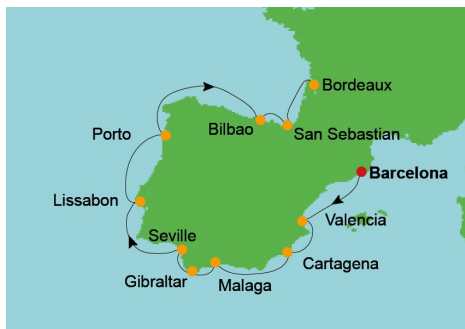 Bordeaux
Bilbao
Porto
San Sebastian
Barcelona
Lissabon
Valencia
Seville
Cartagena
Gibraltar
Malaga